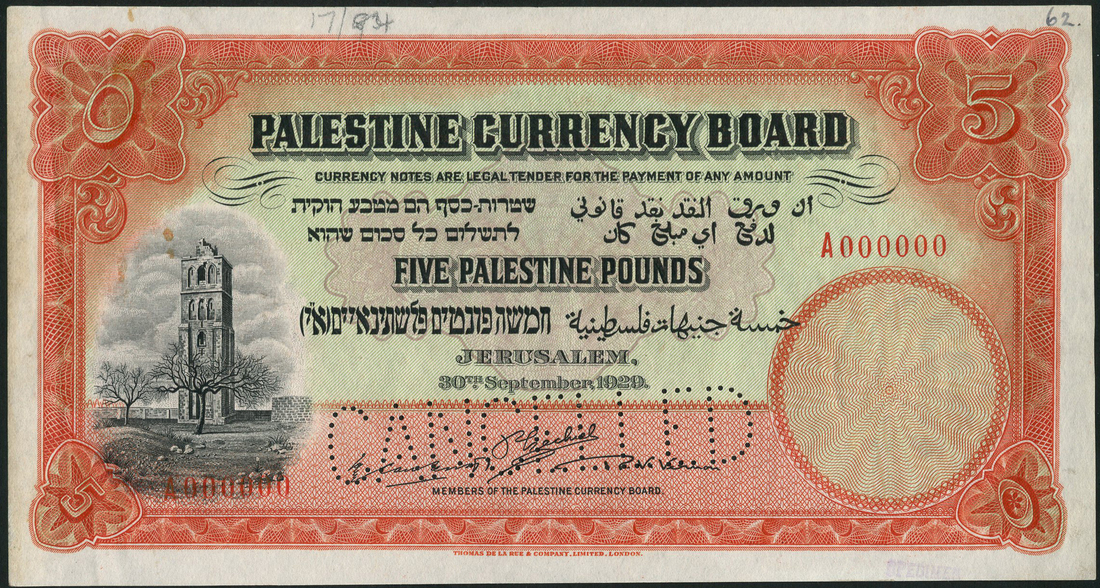 17/834
62.
٥ 5
PALESTINE CURRENCY BOARD
CURRENCY NOTES ARE LEGAL TENDER FOR THE PAYMENT OF ANY AMOUNT
שטרות-כסף הם מטבע חוקית
לתשלום כל סכום שהוא
ان ورق النقد نقد قانوني
لدفع اي مبلغ كان
A000000
FIVE PALESTINE POUNDS
חמשה פונטים פלשתינאיים (א״י)
خمسة جنيهات فلسطينية
JERUSALEM,
30TH September 1929.
CANCELLED
A000000
MEMBERS OF THE PALESTINE CURRENCY BOARD.
5 ٥
THOMAS DE LA RUE & COMPANY, LIMITED, LONDON.
SPECIMEN